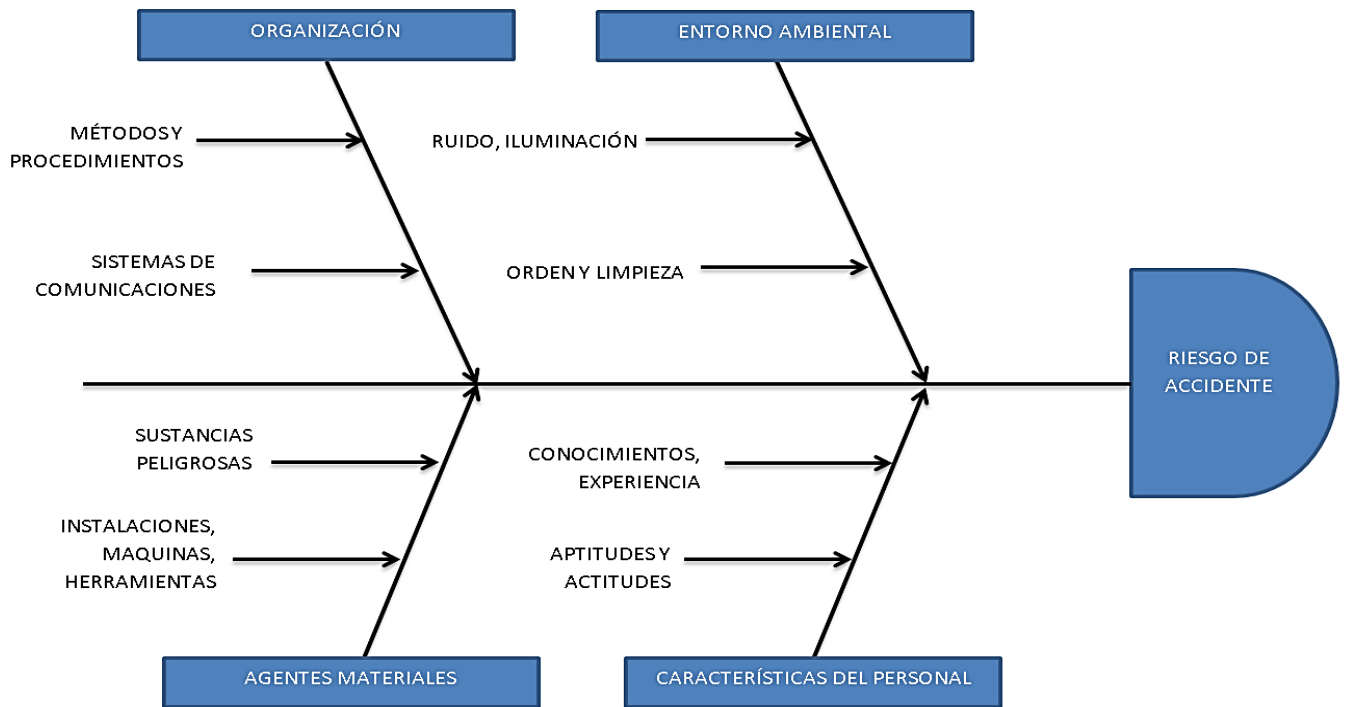 ORGANIZACIÓN
ENTORNO AMBIENTAL
MÉTODOS Y
PROCEDIMIENTOS
RUIDO, ILUMINACIÓN
SISTEMAS DE
COMUNICACIONES
ORDEN Y LIMPIEZA
RIESGO DE
ACCIDENTE
SUSTANCIAS
PELIGROSAS
CONOCIMIENTOS,
EXPERIENCIA
INSTALACIONES,
MAQUINAS,
HERRAMIENTAS
APTITUDES Y
ACTITUDES
AGENTES MATERIALES
CARACTERÍSTICAS DEL PERSONAL